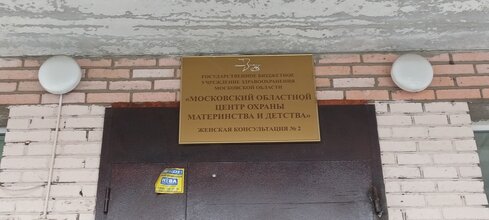 ГОСУДАРСТВЕННОЕ БЮДЖЕТНОЕ
УЧРЕЖДЕНИЕ ЗДРАВООХРАНЕНИЯ
МОСКОВСКОЙ ОБЛАСТИ
«МОСКОВСКИЙ ОБЛАСТНОЙ
ЦЕНТР ОХРАНЫ
МАТЕРИНСТВА И ДЕТСТВА»
ЖЕНСКАЯ КОНСУЛЬТАЦИЯ № 2